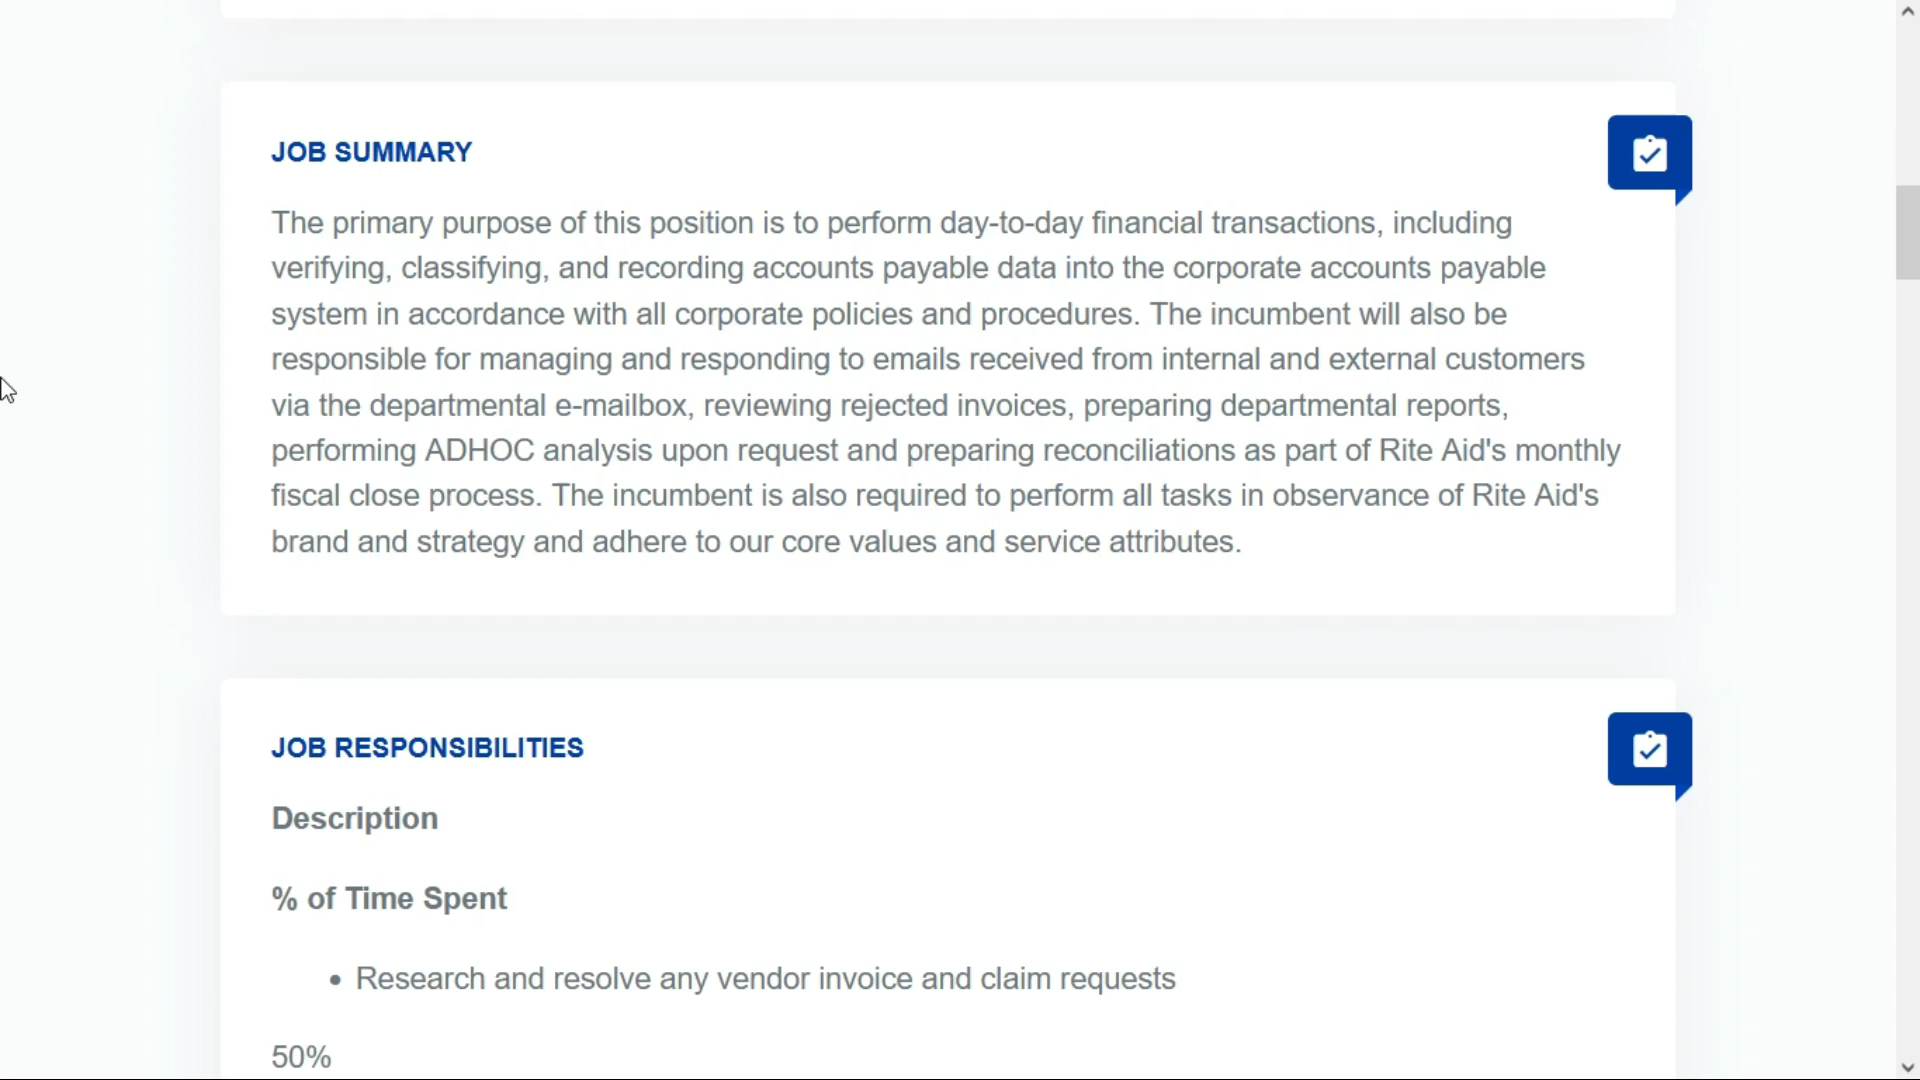 JOB SUMMARY
The primary purpose of this position is to perform day-to-day financial transactions, including
verifying, classifying, and recording accounts payable data into the corporate accounts payable
system in accordance with all corporate policies and procedures. The incumbent will also be
responsible for managing and responding to emails received from internal and external customers
via the departmental e-mailbox, reviewing rejected invoices, preparing departmental reports,
performing ADHOC analysis upon request and preparing reconciliations as part of Rite Aid's monthly
fiscal close process. The incumbent is also required to perform all tasks in observance of Rite Aid's
brand and strategy and adhere to our core values and service attributes.
JOB RESPONSIBILITIES
Description
% of Time Spent
• Research and resolve any vendor invoice and claim requests
50%